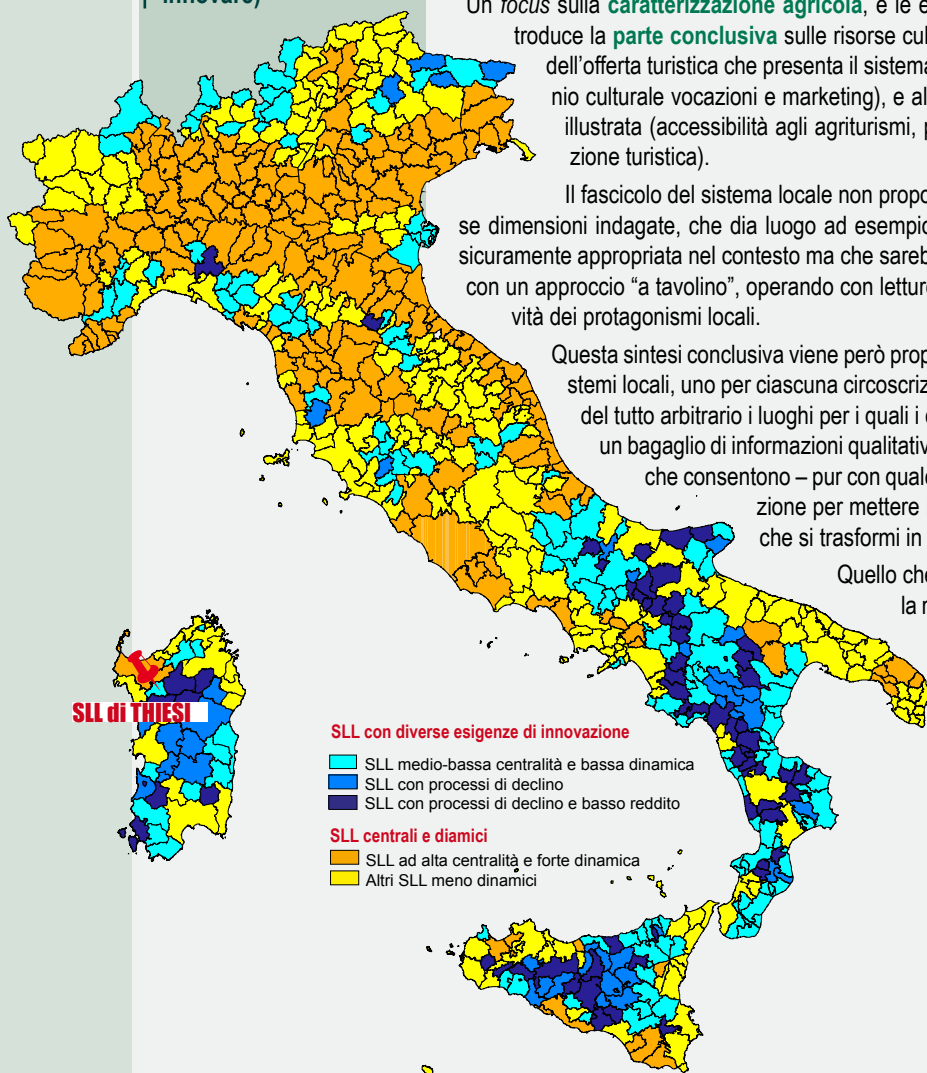 innovare)
Un focus sulla caratterizzazione agricola, e le e
troduce la parte conclusiva sulle risorse cul
dell’offerta turistica che presenta il sistema
nio culturale vocazioni e marketing), e al
illustrata (accessibilità agli agriturismi, p
zione turistica).
Il fascicolo del sistema locale non propo
se dimensioni indagate, che dia luogo ad esempio
sicuramente appropriata nel contesto ma che sareb
con un approccio “a tavolino”, operando con letture
vità dei protagonismi locali.
Questa sintesi conclusiva viene però prop
stemi locali, uno per ciascuna circoscriz
del tutto arbitrario i luoghi per i quali i
un bagaglio di informazioni qualitativ
che consentono – pur con qualc
zione per mettere
che si trasformi in
Quello che
la
SLL di THIESI
SLL con diverse esigenze di innovazione
SLL medio-bassa centralità e bassa dinamica
SLL con processi di declino
SLL con processi di declino e basso reddito
SLL centrali e diamici
SLL ad alta centralità e forte dinamica
Altri SLL meno dinamici